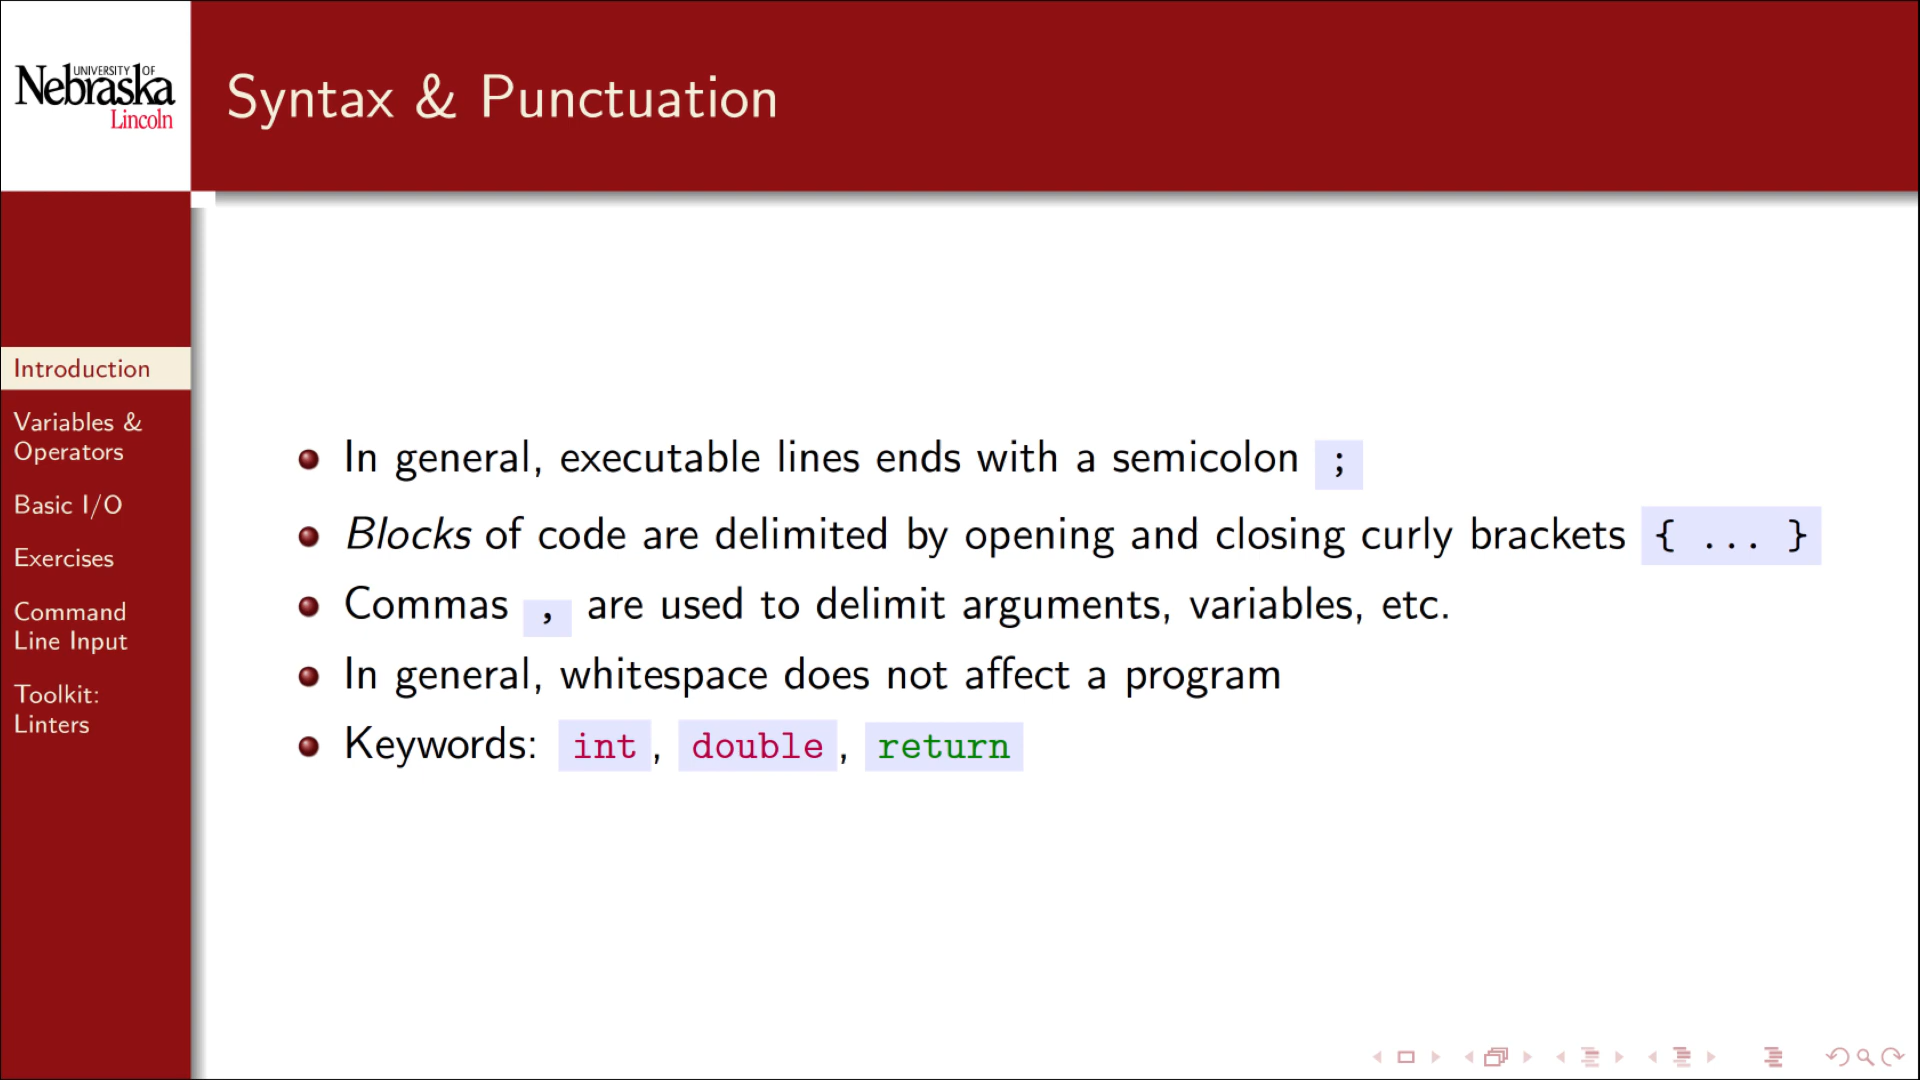 UNIVERSITY OF
Nebraska
Lincoln
Syntax & Punctuation
Introduction
Variables &
Operators
Basic I/O
Exercises
Command
Line Input
Toolkit:
Linters
In general, executable lines ends with a semicolon ;
Blocks of code are delimited by opening and closing curly brackets { ... }
Commas , are used to delimit arguments, variables, etc.
In general, whitespace does not affect a program
Keywords: int, double, return